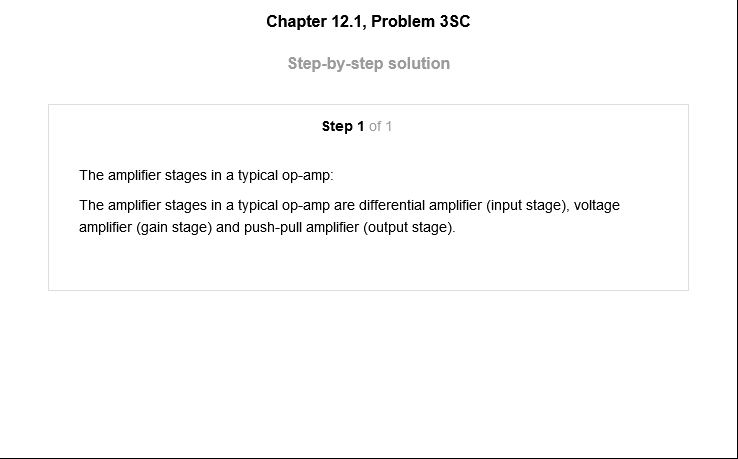 Chapter 12.1, Problem 3SC
Step-by-step solution
Step 1 of 1
The amplifier stages in a typical op-amp:
The amplifier stages in a typical op-amp are differential amplifier (input stage), voltage
amplifier (gain stage) and push-pull amplifier (output stage).